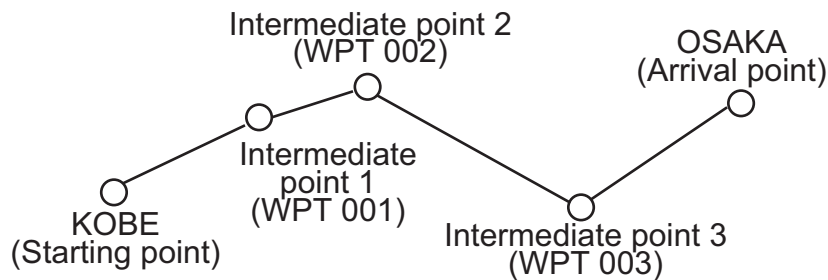 Intermediate point 2
(WPT 002)
OSAKA
(Arrival point)
Intermediate
point 1
(WPT 001)
KOBE
(Starting point)
Intermediate point 3
(WPT 003)